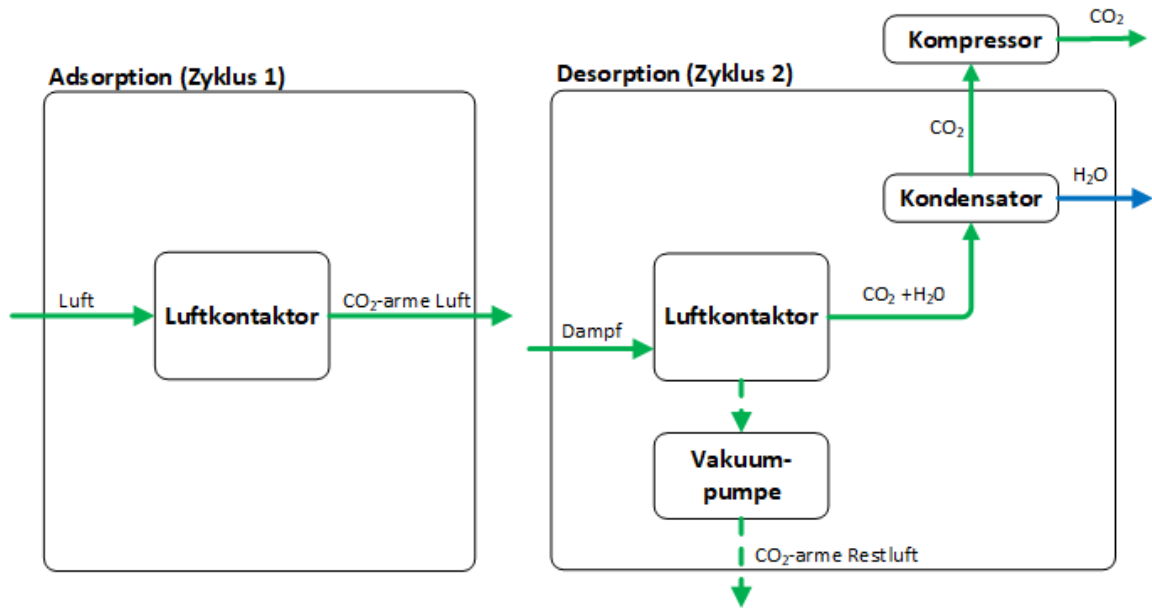 Adsorption (Zyklus 1)
Luft
Luftkontaktor
CO₂-arme Luft
Desorption (Zyklus 2)
Kompressor
CO₂
CO₂
Kondensator
H₂O
Dampf
Luftkontaktor
CO₂ +H₂0
Vakuum-
pumpe
CO₂-arme Restluft